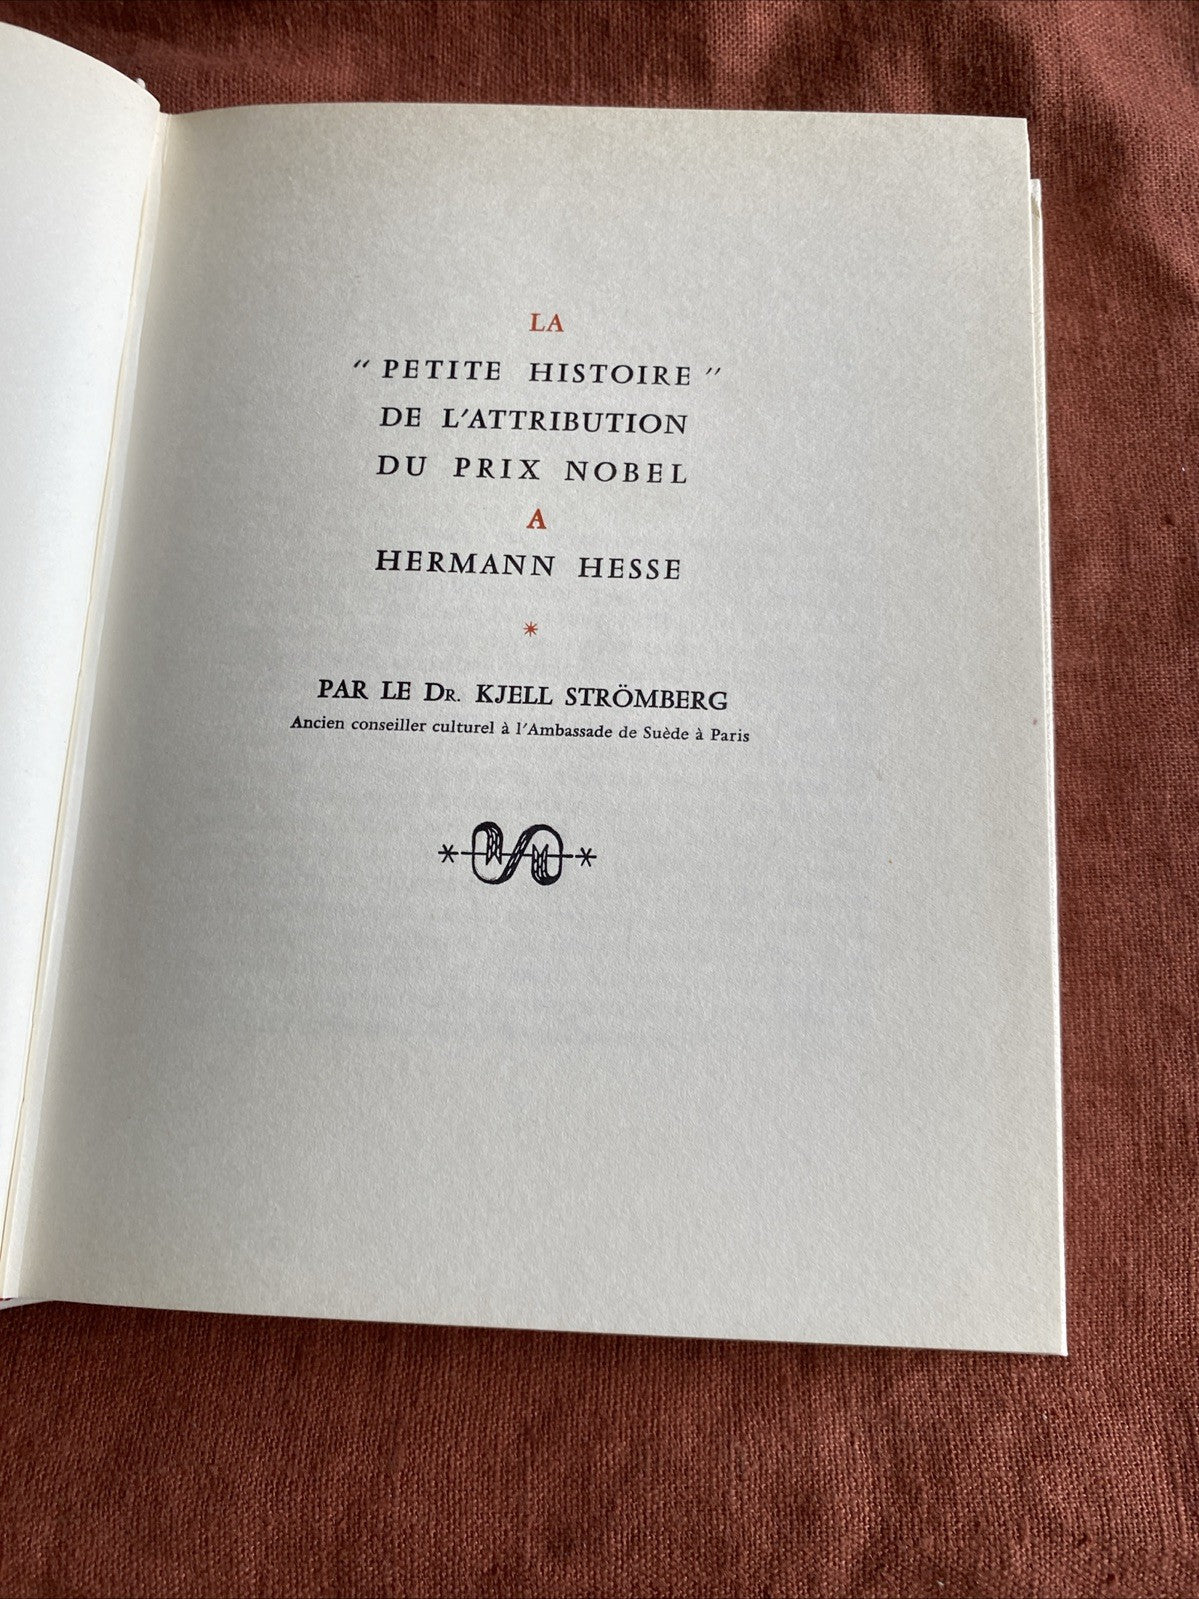 LA
“ PETITE HISTOIRE ”
DE L'ATTRIBUTION
DU PRIX NOBEL
A
HERMANN HESSE
*
PAR LE DR. KJELL STRÖMBERG
Ancien conseiller culturel à l'Ambassade de Suède à Paris